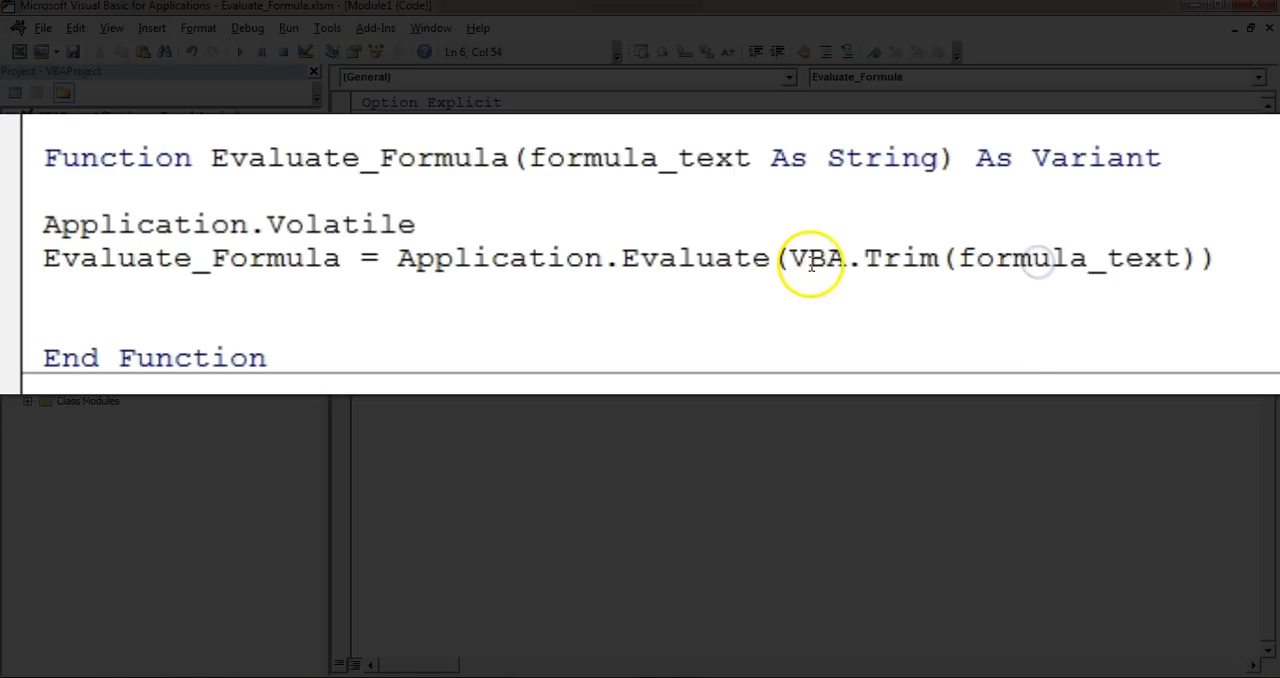 Microsoft Visual Basic for Applications - Evaluate_Formula.xlsm - [Module1 (Code)]
File Edit View Insert Format Debug Run Tools Add-Ins Window Help
Ln 6, Col 54
Project - VBAProject
(General) Evaluate_Formula
Option Explicit
Function Evaluate_Formula(formula_text As String) As Variant
Application.Volatile
Evaluate_Formula = Application.Evaluate(VBA.Trim(formula_text))
End Function
Class Modules